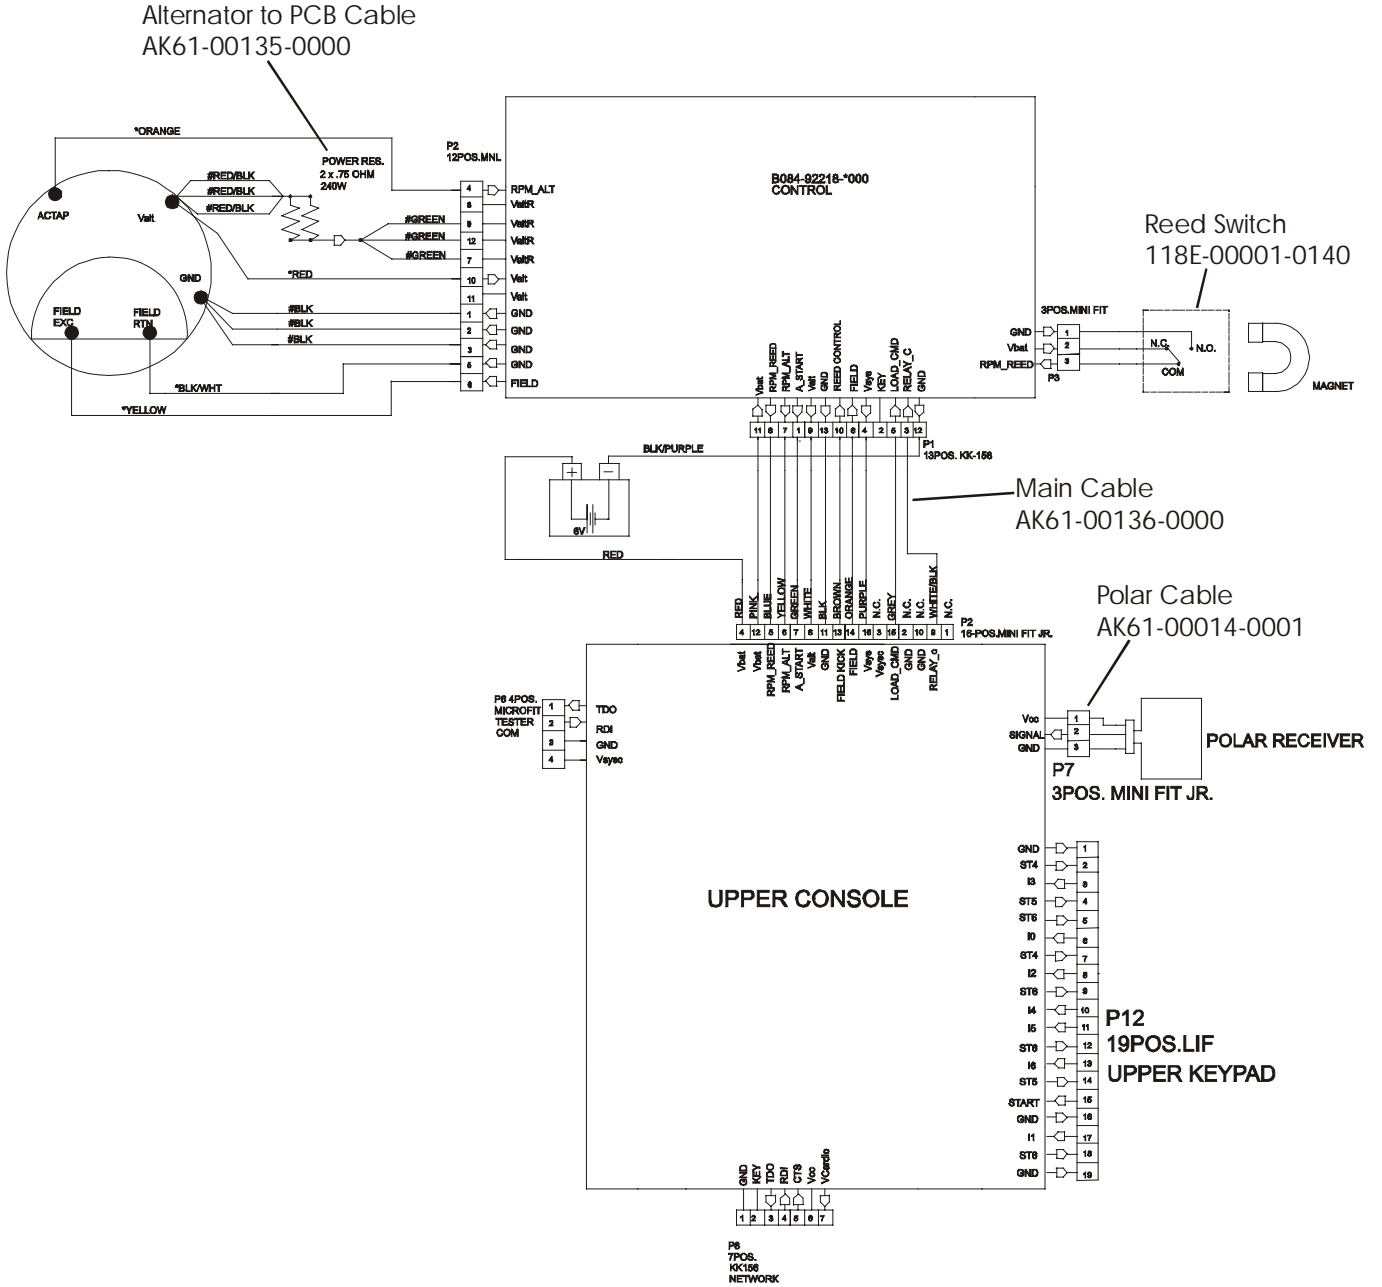 Alternator to PCB Cable
AK61-00135-0000
*ORANGE
POWER RES.
2 x .75 OHM
240W
#RED/BLK
#RED/BLK
#RED/BLK
ACTAP
Valt
GND
FIELD
EXC
FIELD
RTN
#GREEN
#GREEN
#GREEN
*RED
#BLK
#BLK
#BLK
*BLK/WHT
*YELLOW
P2
12POS.MNL
4 RPM_ALT
8 ValtR
9 ValtR
12 ValtR
7 ValtR
10 Valt
11 Valt
1 GND
2 GND
3 GND
5 GND
6 FIELD
B084-92218-*000
CONTROL
Reed Switch
118E-00001-0140
3POS.MINI FIT
GND 1
Vbat 2
RPM_REED 3
P3
N.C.
N.O.
COM
MAGNET
Vbat
RPM_REED
RPM_ALT
A_START
Valt
GND
REED CONTROL
FIELD
Vsys
KEY
LOAD_CMD
RELAY_C
GND
11 8 7 1 9 13 10 6 4 2 5 3 12
P1
13POS. KK-156
BLK/PURPLE
+ −
6V
RED
Main Cable
AK61-00136-0000
RED
PINK
BLUE
YELLOW
GREEN
WHITE
BLK
BROWN
ORANGE
PURPLE
N.C.
GREY
N.C.
N.C.
WHITE/BLK
N.C.
4 12 5 6 7 8 11 13 14 16 3 15 2 10 9 1
P2
16-POS.MINI FIT JR.
Vbat
Vbat
RPM_REED
RPM_ALT
A_START
Valt
GND
FIELD KICK
FIELD
Vsys
Vsysc
LOAD_CMD
GND
GND
RELAY_c
Polar Cable
AK61-00014-0001
P6 4POS.
MICROFIT
TESTER
COM
1 TDO
2 RDI
3 GND
4 Vsysc
Vcc 1
SIGNAL 2
GND 3
P7
3POS. MINI FIT JR.
POLAR RECEIVER
UPPER CONSOLE
GND 1
ST4 2
I3 3
ST5 4
ST6 5
I0 6
ST4 7
I2 8
ST6 9
I4 10
I5 11
ST6 12
I6 13
ST5 14
START 15
GND 16
I1 17
ST6 18
GND 19
P12
19POS.LIF
UPPER KEYPAD
GND
KEY
TDO
RDI
CTS
Vcc
VCardio
1 2 3 4 5 6 7
P8
7POS.
KK156
NETWORK